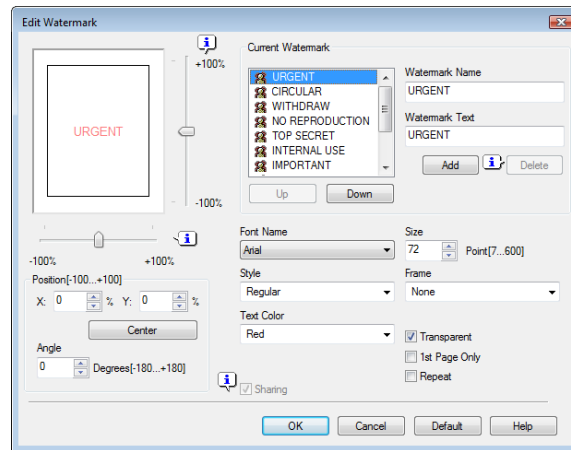 Edit Watermark
+100%
URGENT
-100%
-100% +100%
Position[-100...+100]
X: 0 % Y: 0 %
Center
Angle
0 Degrees[-180...+180]
Current Watermark
URGENT
CIRCULAR
WITHDRAW
NO REPRODUCTION
TOP SECRET
INTERNAL USE
IMPORTANT
Up Down
Watermark Name
URGENT
Watermark Text
URGENT
Add Delete
Font Name
Arial
Size
72 Point[7...600]
Style
Regular
Frame
None
Text Color
Red
Transparent
1st Page Only
Repeat
Sharing
OK Cancel Default Help